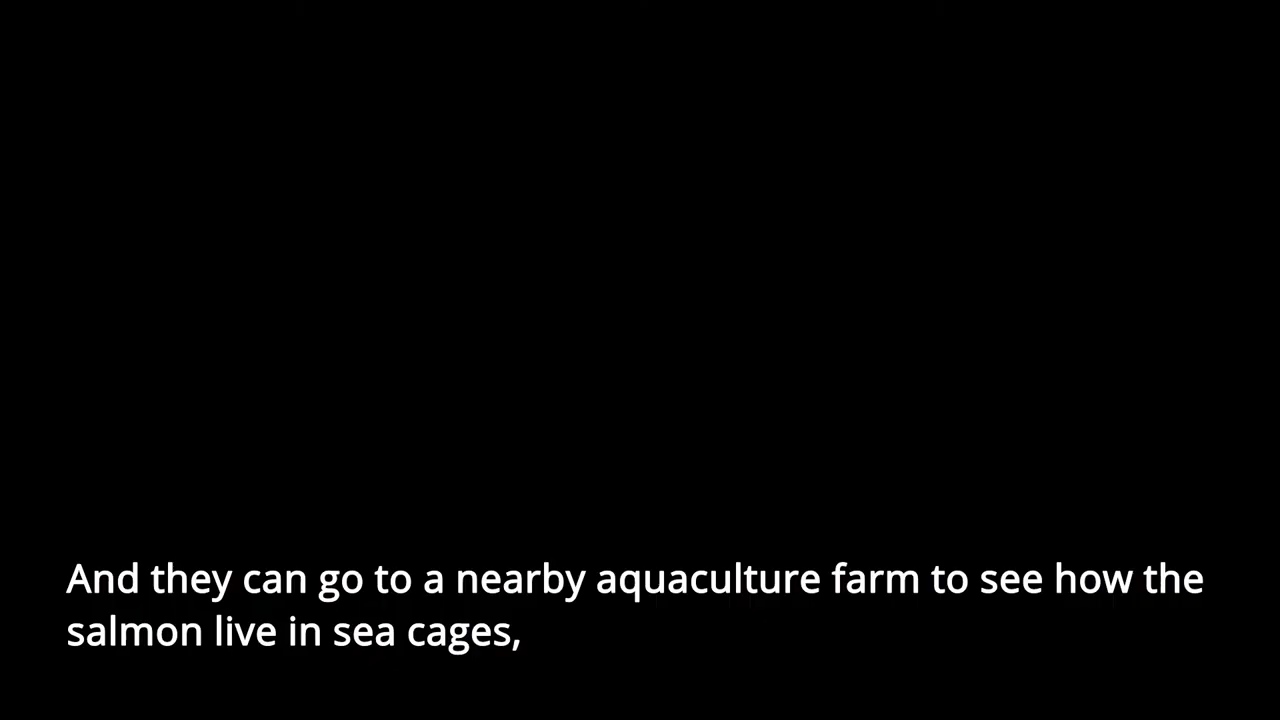 And they can go to a nearby aquaculture farm to see how the
salmon live in sea cages,